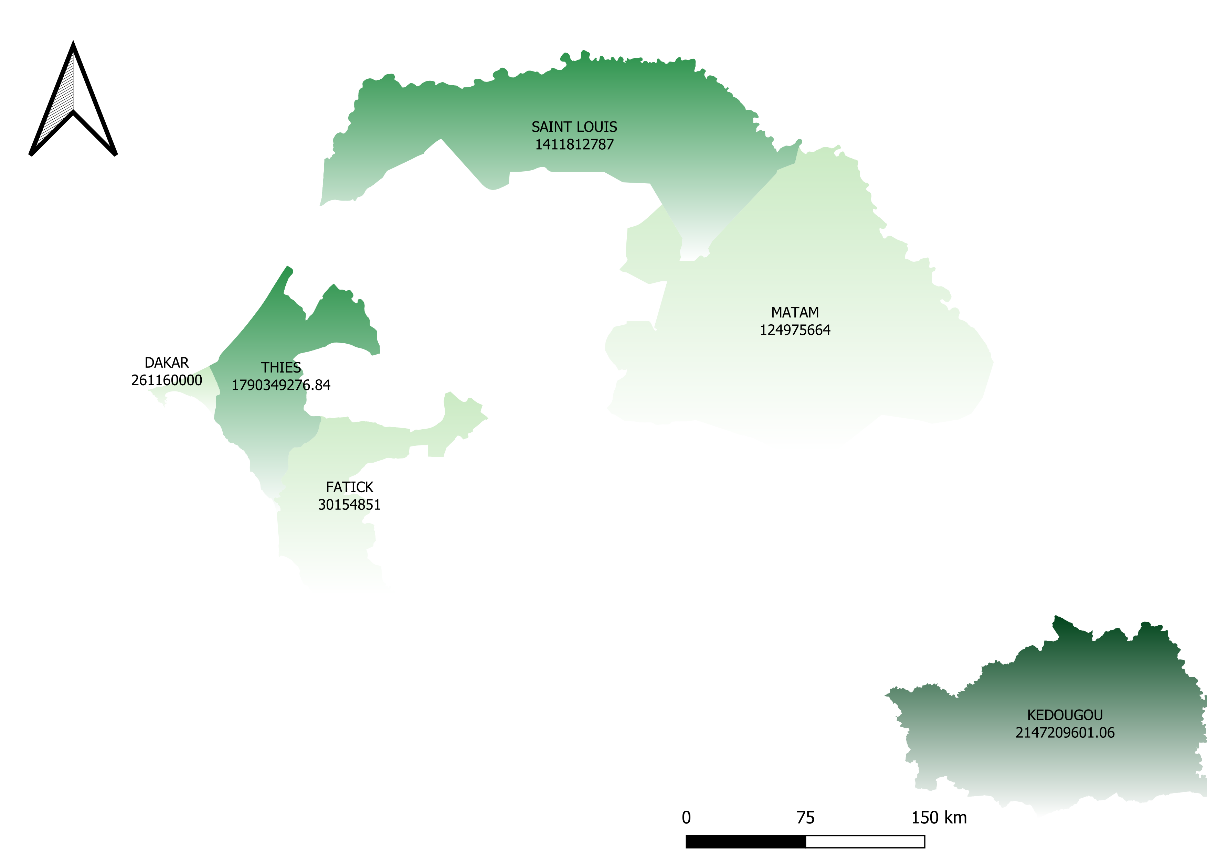 SAINT LOUIS
1411812787
MATAM
124975664
DAKAR
261160000
THIES
1790349276.84
FATICK
30154851
KEDOUGOU
2147209601.06
0 75 150 km